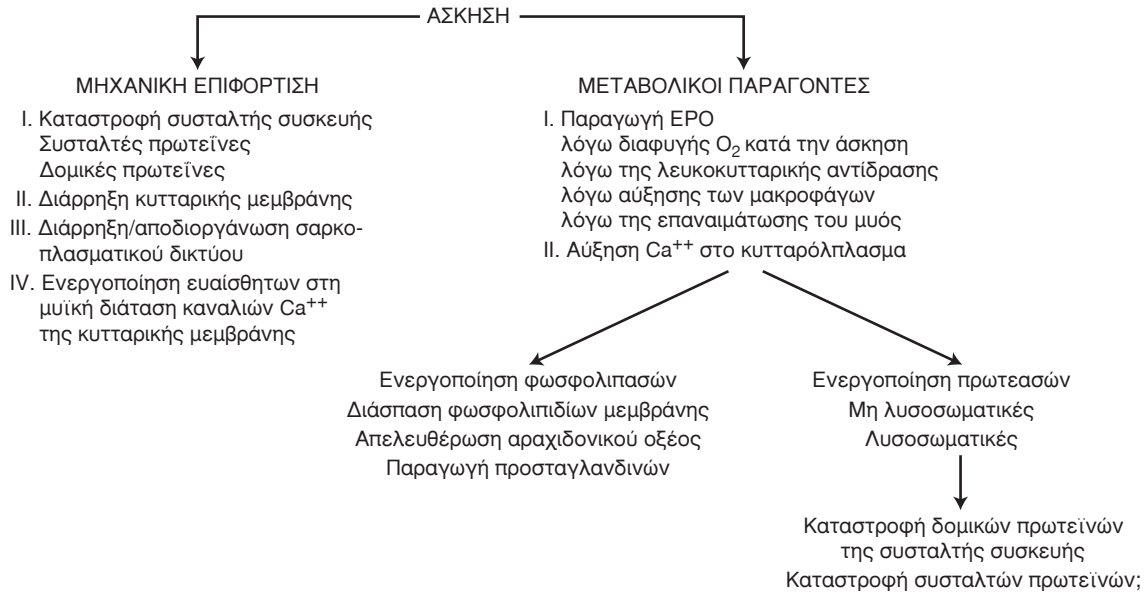 ΑΣΚΗΣΗ
ΜΗΧΑΝΙΚΗ ΕΠΙΦΟΡΤΙΣΗ
I. Καταστροφή συσταλτής συσκευής
Συσταλτές πρωτεΐνες
Δομικές πρωτεΐνες
II. Διάρρηξη κυτταρικής μεμβράνης
III. Διάρρηξη/αποδιοργάνωση σαρκο-
πλασματικού δικτύου
IV. Ενεργοποίηση ευαίσθητων στη
μυϊκή διάταση καναλιών Ca++
της κυτταρικής μεμβράνης
ΜΕΤΑΒΟΛΙΚΟΙ ΠΑΡΑΓΟΝΤΕΣ
I. Παραγωγή ΕΡΟ
λόγω διαφυγής O2 κατά την άσκηση
λόγω της λευκοκυτταρικής αντίδρασης
λόγω αύξησης των μακροφάγων
λόγω της επαναιμάτωσης του μυός
II. Αύξηση Ca++ στο κυτταρόλπλασμα
Ενεργοποίηση φωσφολιπασών
Διάσπαση φωσφολιπιδίων μεμβράνης
Απελευθέρωση αραχιδονικού οξέος
Παραγωγή προσταγλανδινών
Ενεργοποίηση πρωτεασών
Μη λυσοσωματικές
Λυσοσωματικές
Καταστροφή δομικών πρωτεϊνών
της συσταλτής συσκευής
Καταστροφή συσταλτών πρωτεϊνών;